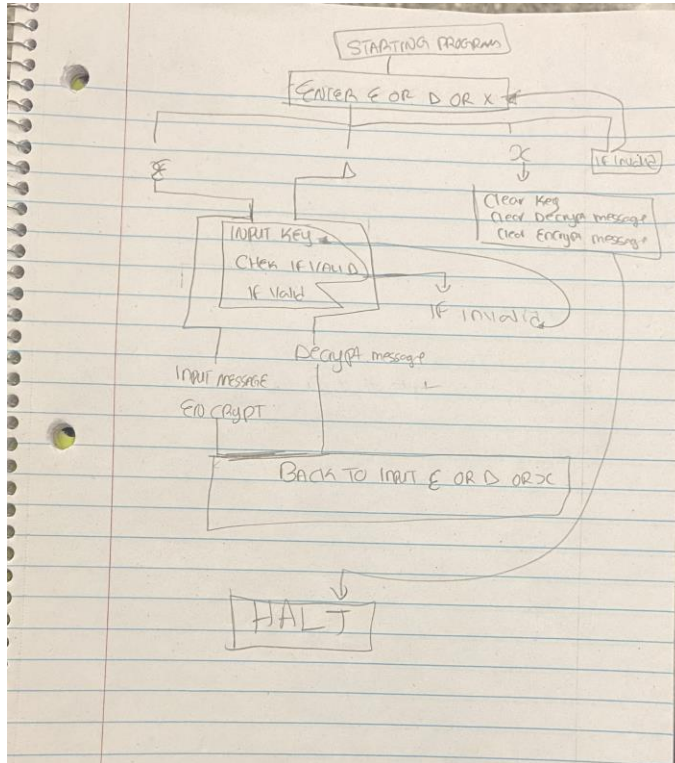 STARTING PROGRAM
ENTER E OR D OR X
E
D
X
IF Invalid
Clear Key
Clear Decrypt message
Clear Encrypt message
INPUT KEY
CHEK IF VALID
IF Valid
IF Invalid
Decrypt message
INPUT MESSAGE
ENCRYPT
BACK TO INPUT E OR D OR X
HALT